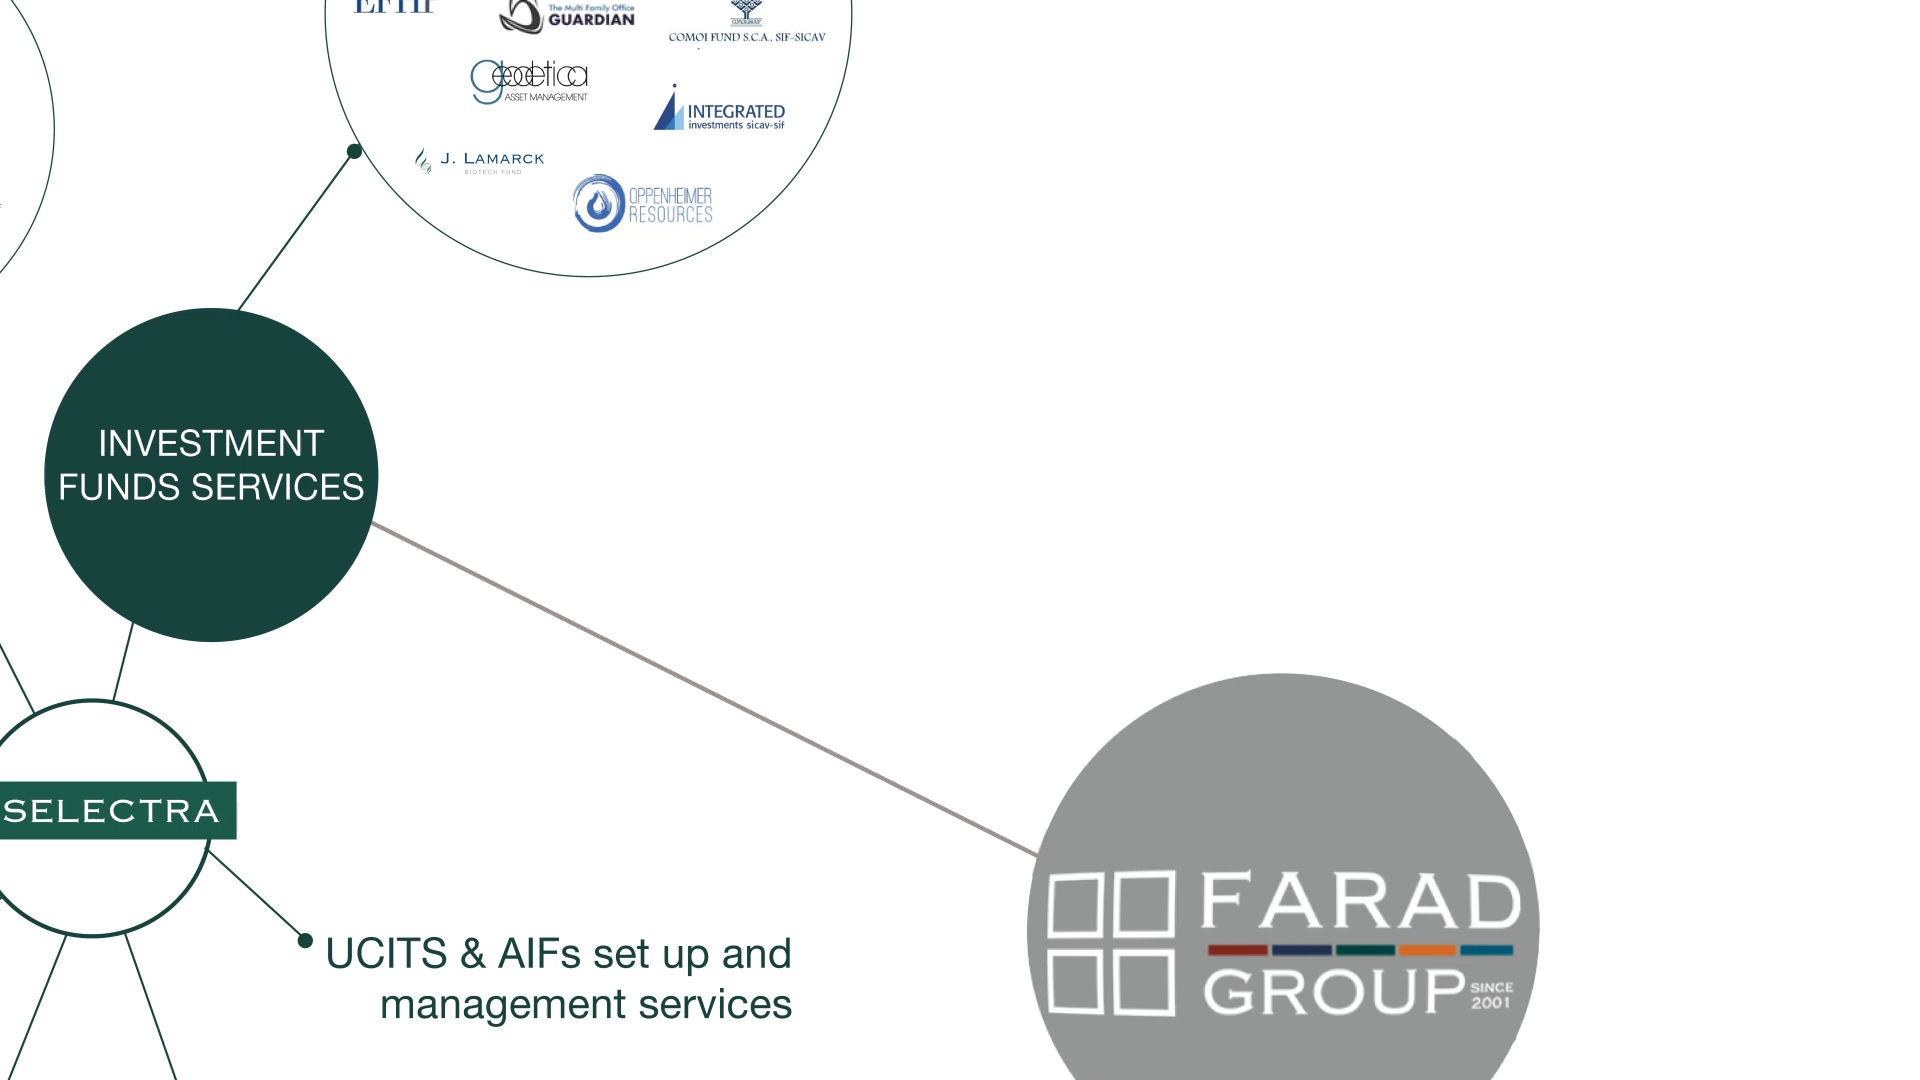 The Multi Family Office
GUARDIAN
COMOI FUND S.C.A., SIF-SICAV
geoetica
ASSET MANAGEMENT
INTEGRATED
investments sicav-sif
J. LAMARCK
BIOTECH FUND
OPPENHEIMER
RESOURCES
INVESTMENT
FUNDS SERVICES
SELECTRA
UCITS & AIFs set up and
management services
FARAD
GROUP
SINCE
2001